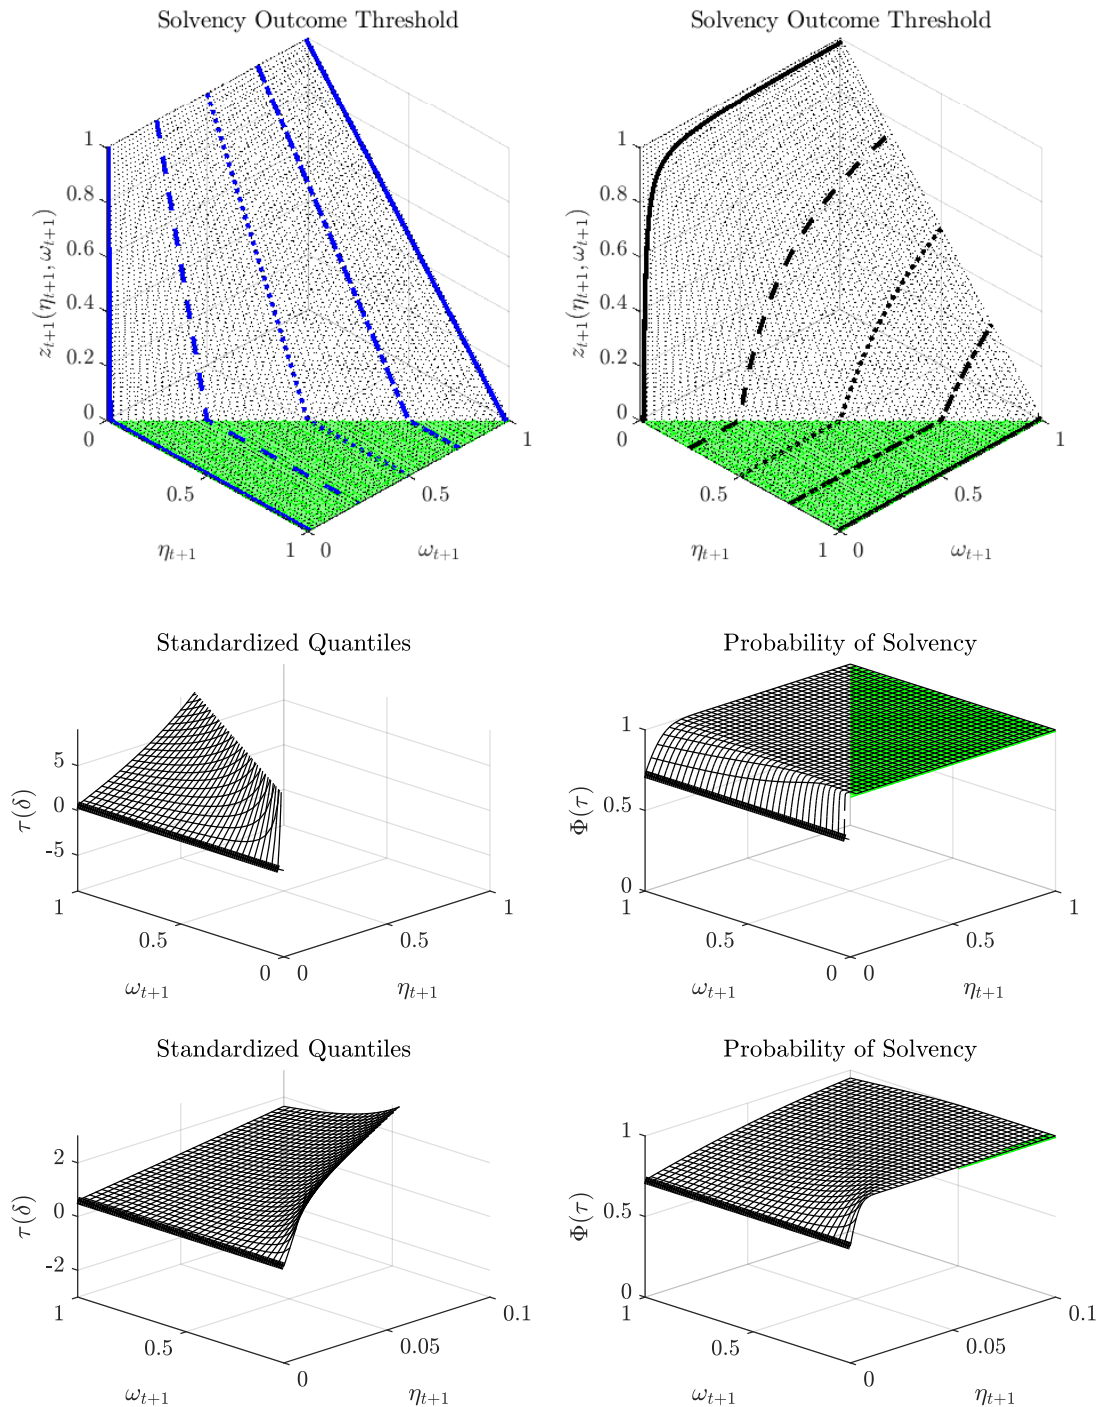 Solvency Outcome Threshold
Solvency Outcome Threshold
z_{t+1}(η_{t+1}, ω_{t+1})
1
0.8
0.6
0.4
0.2
0
0
0.5
1
0
0.5
1
η_{t+1}
ω_{t+1}
z_{t+1}(η_{t+1}, ω_{t+1})
1
0.8
0.6
0.4
0.2
0
0
0.5
1
0
0.5
1
η_{t+1}
ω_{t+1}
Standardized Quantiles
Probability of Solvency
τ(δ)
5
0
-5
1
0.5
0
0
0.5
1
ω_{t+1}
η_{t+1}
Φ(τ)
1
0.5
0
1
0.5
0
0
0.5
1
ω_{t+1}
η_{t+1}
Standardized Quantiles
Probability of Solvency
τ(δ)
2
0
-2
1
0.5
0
0
0.05
0.1
ω_{t+1}
η_{t+1}
Φ(τ)
1
0.5
0
1
0.5
0
0
0.05
0.1
ω_{t+1}
η_{t+1}